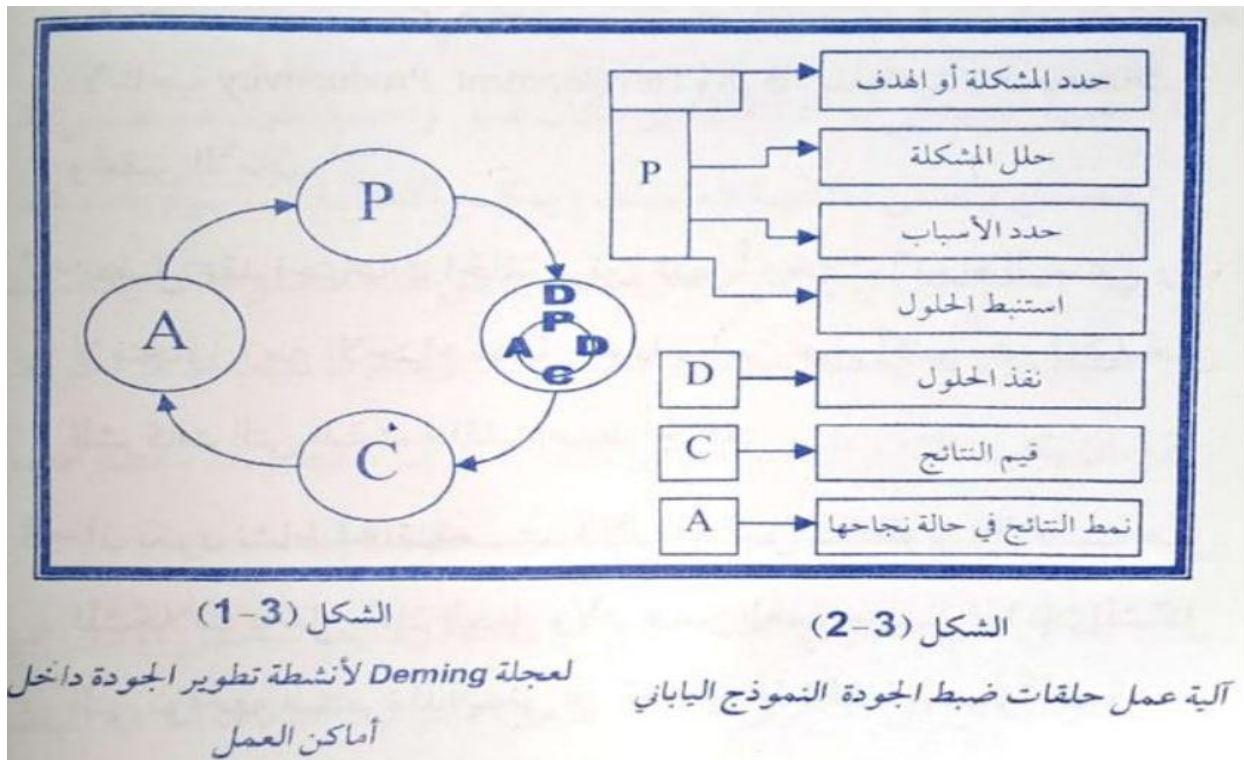 P
D
P
A D
C
A
C
حدد المشكلة أو الهدف
P
حلل المشكلة
حدد الأسباب
استنبط الحلول
D
نفذ الحلول
C
قيم النتائج
A
نمط النتائج في حالة نجاحها
الشكل (3-1)
لعجلة Deming لأنشطة تطوير الجودة داخل
أماكن العمل
الشكل (3-2)
آلية عمل حلقات ضبط الجودة النموذج الياباني